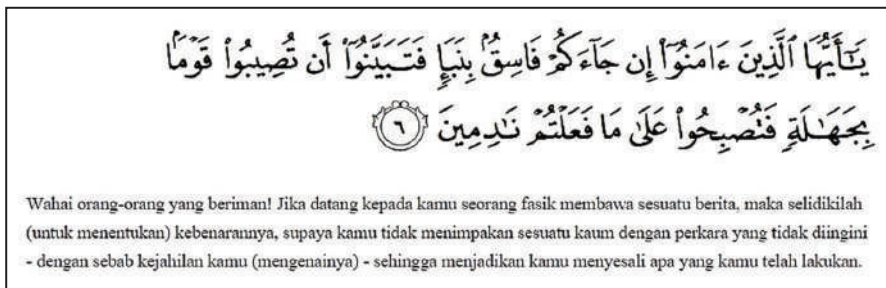 يَـٰٓأَيُّهَا ٱلَّذِينَ ءَامَنُوٓا۟ إِن جَآءَكُمْ فَاسِقٌۢ بِنَبَإٍ فَتَبَيَّنُوٓا۟ أَن تُصِيبُوا۟ قَوْمًۢا
بِجَهَـٰلَةٍ فَتُصْبِحُوا۟ عَلَىٰ مَا فَعَلْتُمْ نَـٰدِمِينَ ٦
Wahai orang-orang yang beriman! Jika datang kepada kamu seorang fasik membawa sesuatu berita, maka selidikilah
(untuk menentukan) kebenarannya, supaya kamu tidak menimpakan sesuatu kaum dengan perkara yang tidak diingini
- dengan sebab kejahilan kamu (mengenainya) - sehingga menjadikan kamu menyesali apa yang kamu telah lakukan.